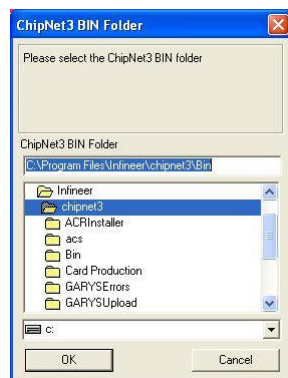 ChipNet3 BIN Folder
Please select the ChipNet3 BIN folder
ChipNet3 BIN Folder
C:\Program Files\Infineer\chipnet3\Bin
Infineer
chipnet3
ACRInstaller
acs
Bin
Card Production
GARYSErrors
GARYSUpload
c:
OK
Cancel